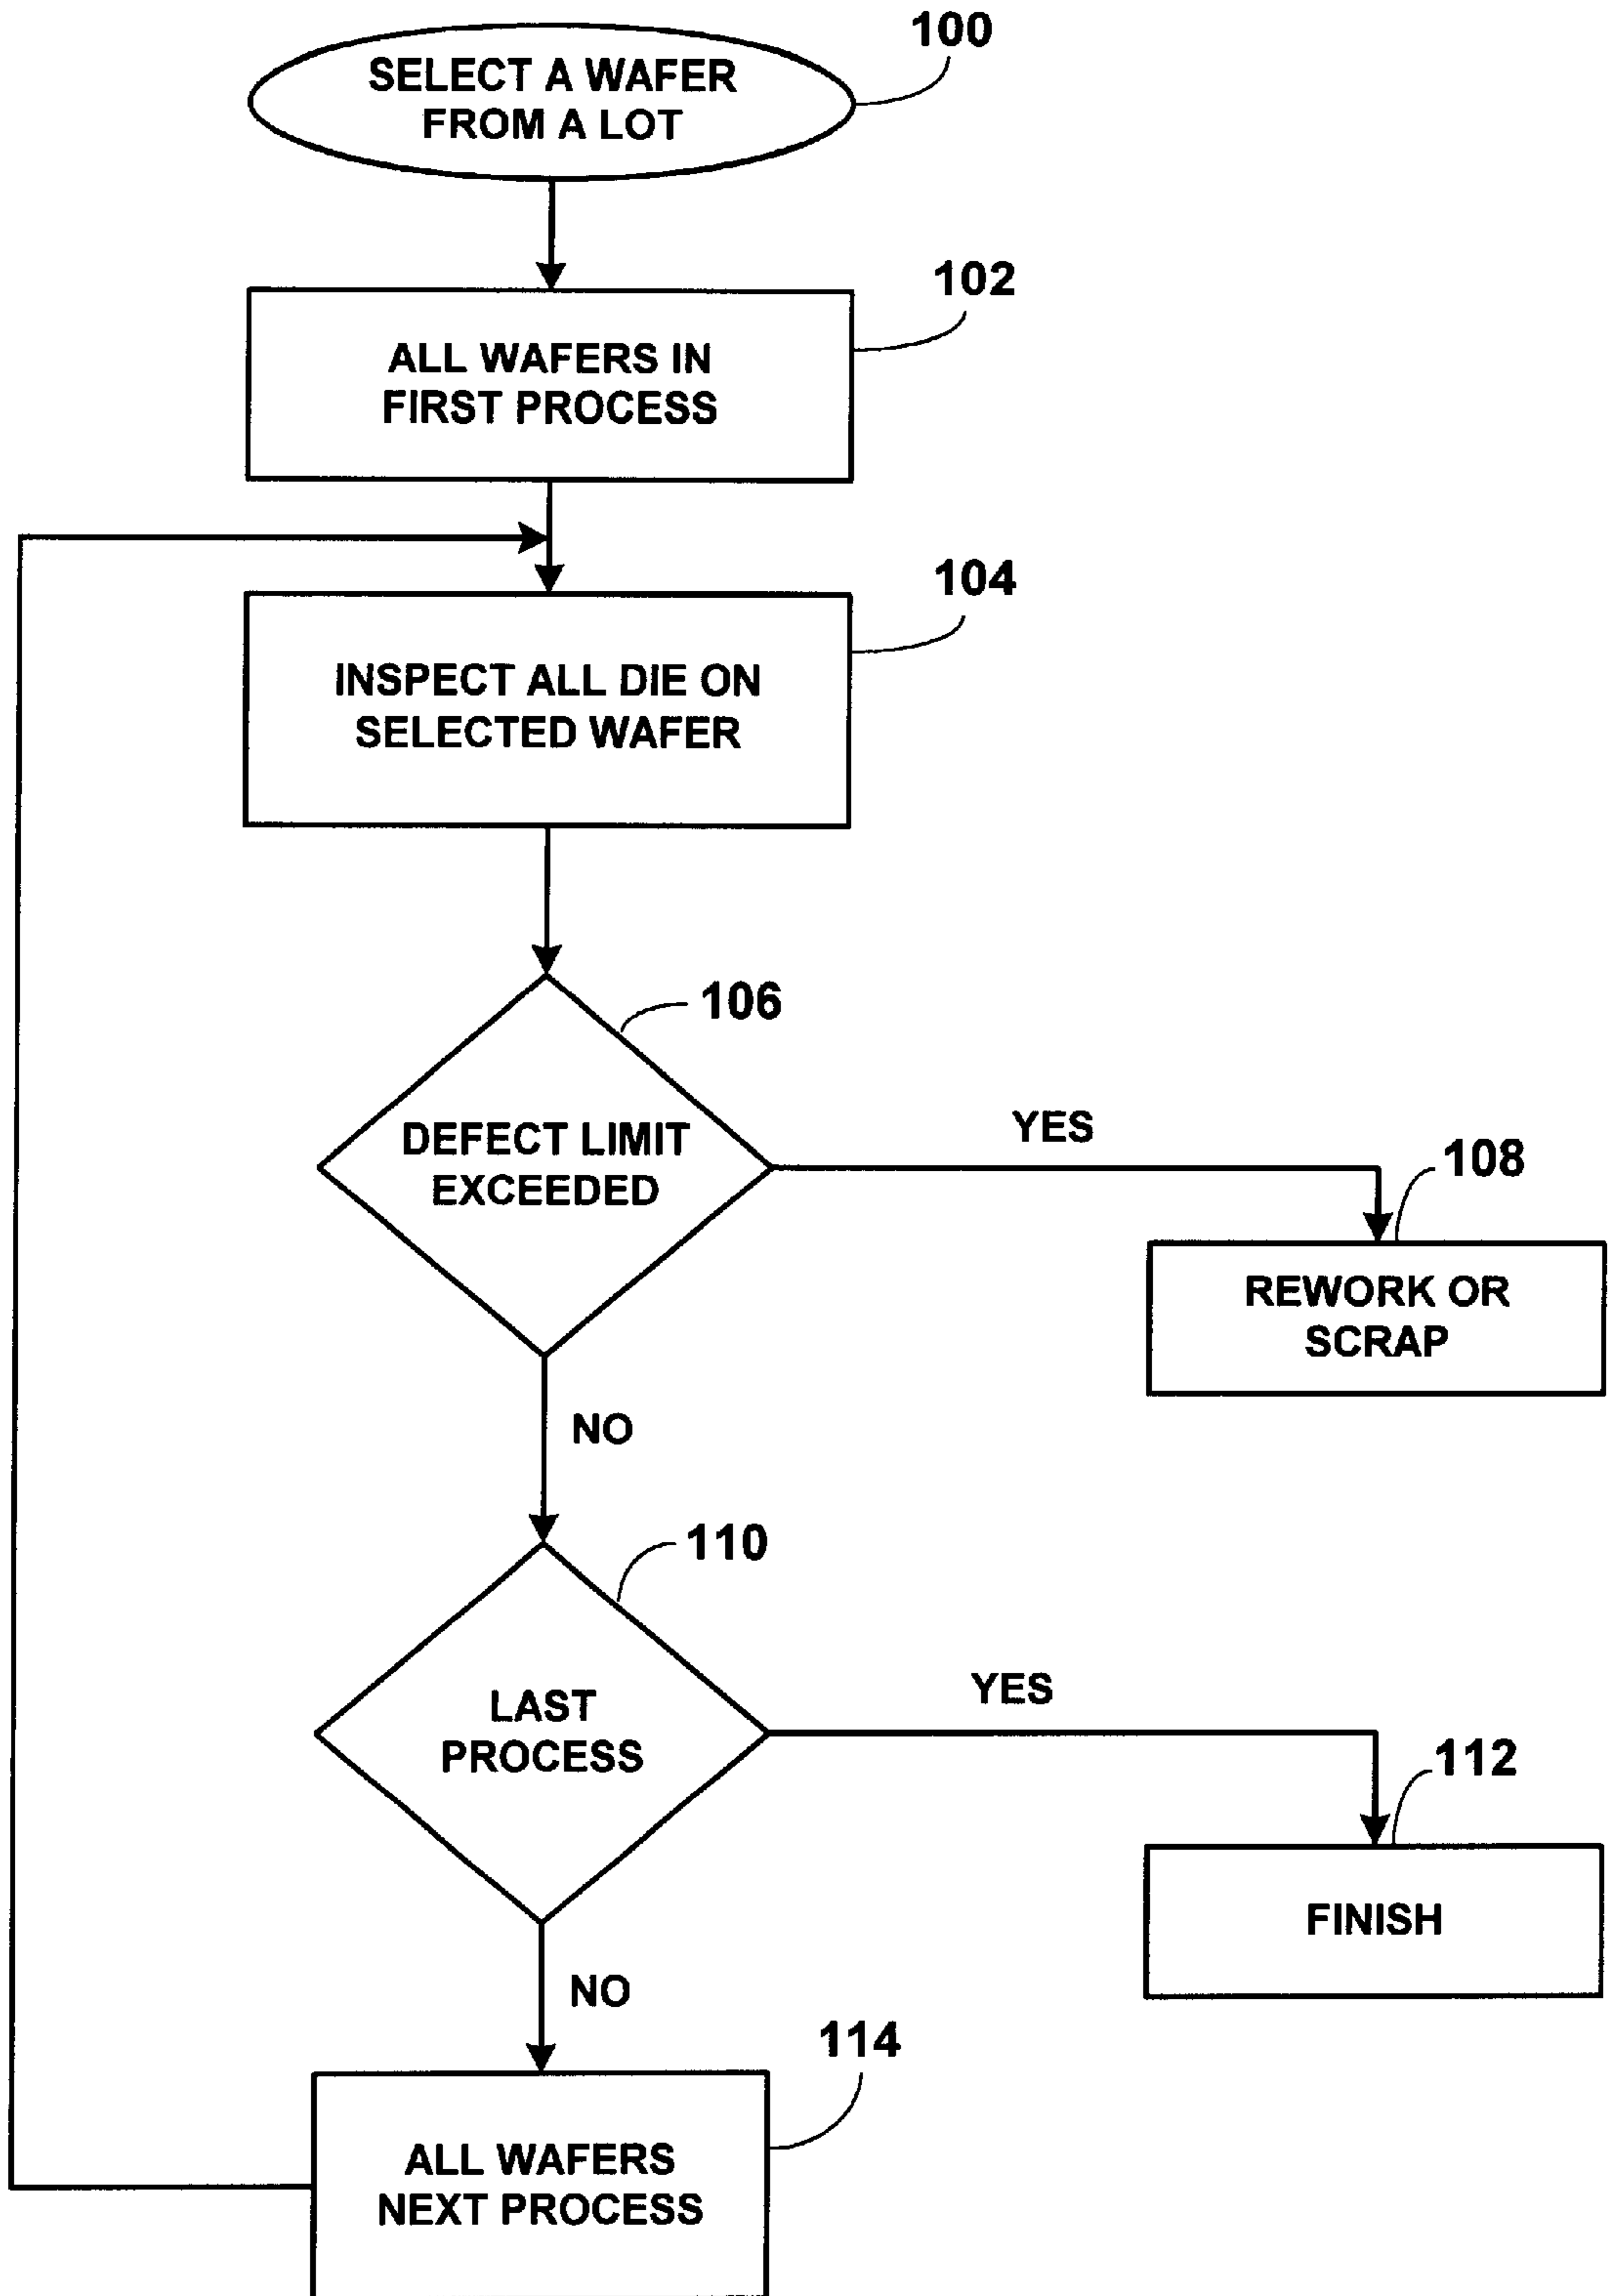 100
SELECT A WAFER
FROM A LOT
102
ALL WAFERS IN
FIRST PROCESS
104
INSPECT ALL DIE ON
SELECTED WAFER
106
DEFECT LIMIT
EXCEEDED
YES
108
REWORK OR
SCRAP
NO
110
LAST
PROCESS
YES
112
FINISH
NO
114
ALL WAFERS
NEXT PROCESS